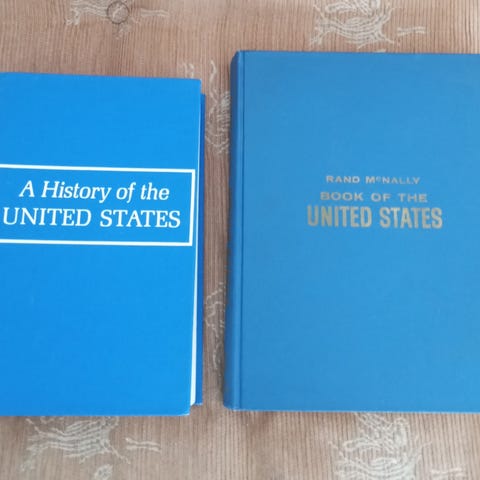 A History of the
UNITED STATES
RAND McNALLY
BOOK OF THE
UNITED STATES